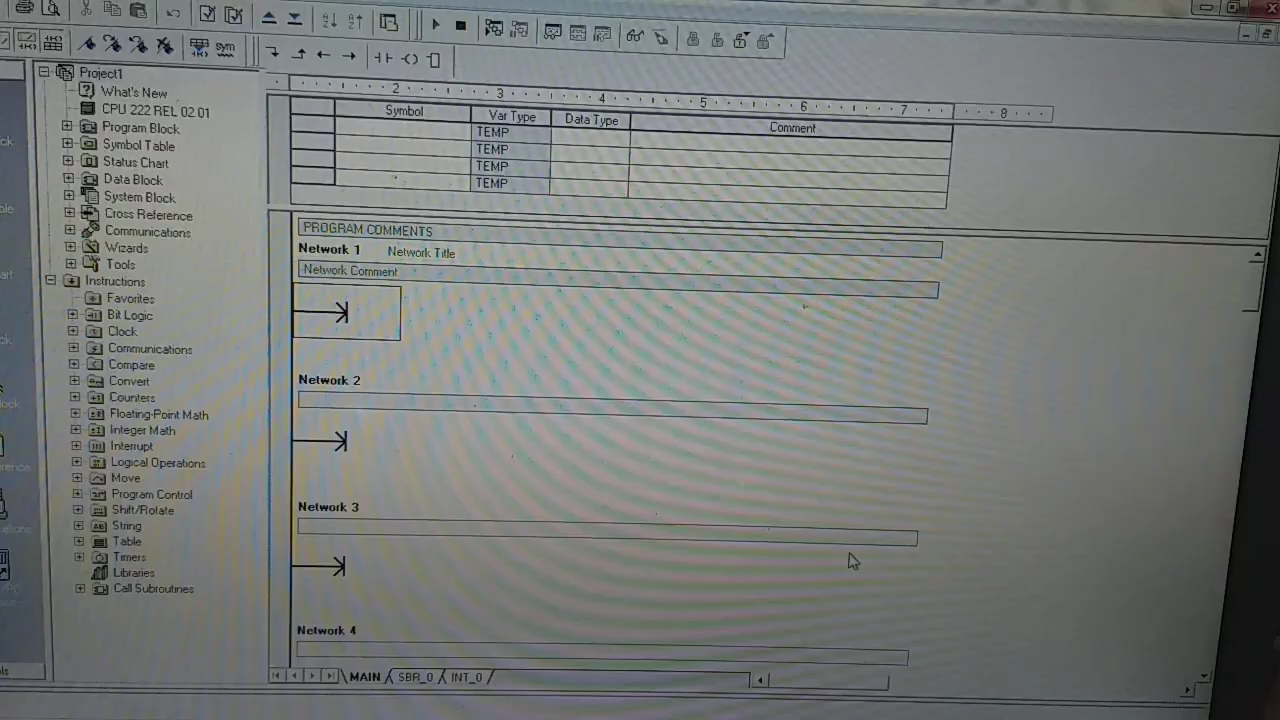 sym
Project1
What's New
CPU 222 REL 02.01
Program Block
Symbol Table
Status Chart
Data Block
System Block
Cross Reference
Communications
Wizards
Tools
Instructions
Favorites
Bit Logic
Clock
Communications
Compare
Convert
Counters
Floating-Point Math
Integer Math
Interrupt
Logical Operations
Move
Program Control
Shift/Rotate
String
Table
Timers
Libraries
Call Subroutines
2 3 4 5 6 7 8
Symbol Var Type Data Type Comment
TEMP
TEMP
TEMP
TEMP
PROGRAM COMMENTS
Network 1 Network Title
Network Comment
Network 2
Network 3
Network 4
MAIN SBR_0 INT_0